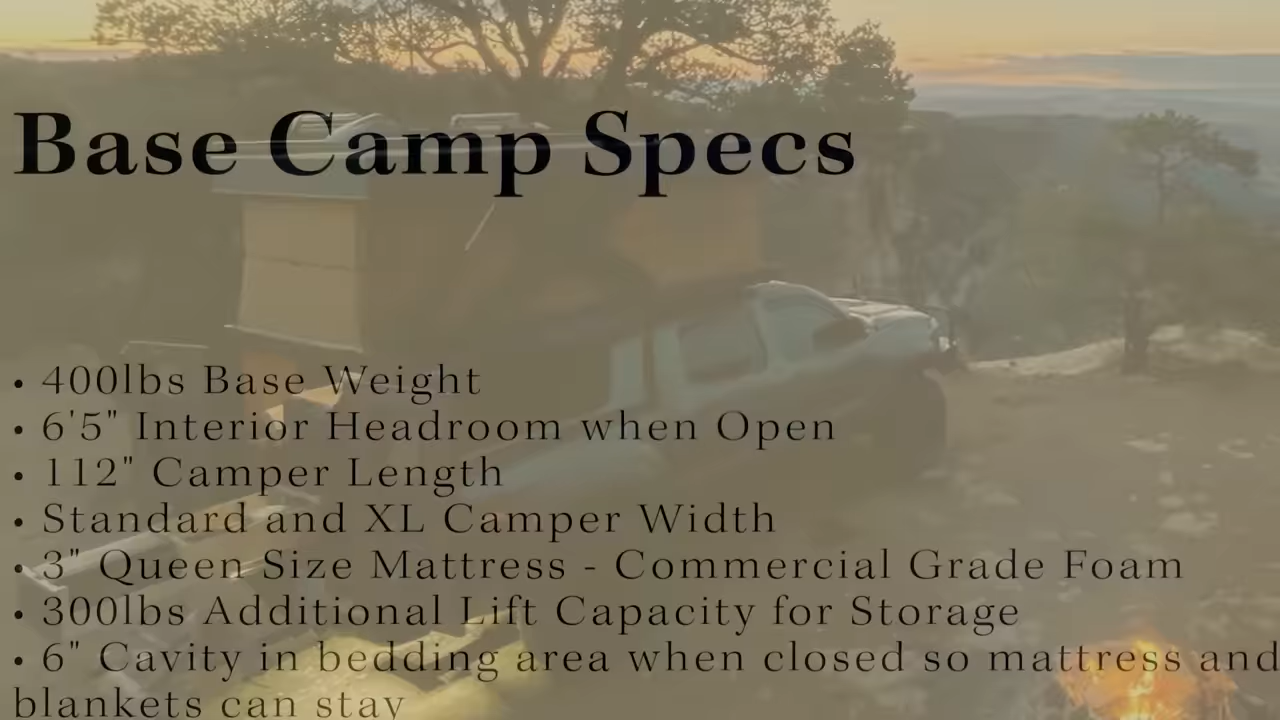 Base Camp Specs
• 400lbs Base Weight
• 6'5" Interior Headroom when Open
• 112" Camper Length
• Standard and XL Camper Width
• 3" Queen Size Mattress - Commercial Grade Foam
• 300lbs Additional Lift Capacity for Storage
• 6" Cavity in bedding area when closed so mattress and
blankets can stay